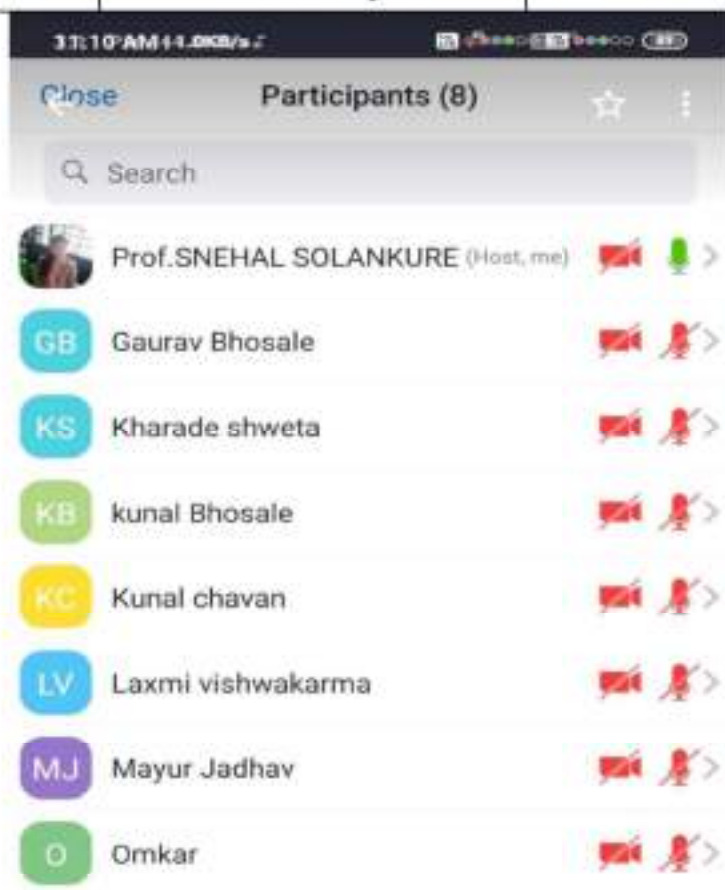 Close Participants (8)
Search
Prof.SNEHAL SOLANKURE (Host, me)
GB Gaurav Bhosale
KS Kharade shweta
KB kunal Bhosale
KC Kunal chavan
LV Laxmi vishwakarma
MJ Mayur Jadhav
O Omkar